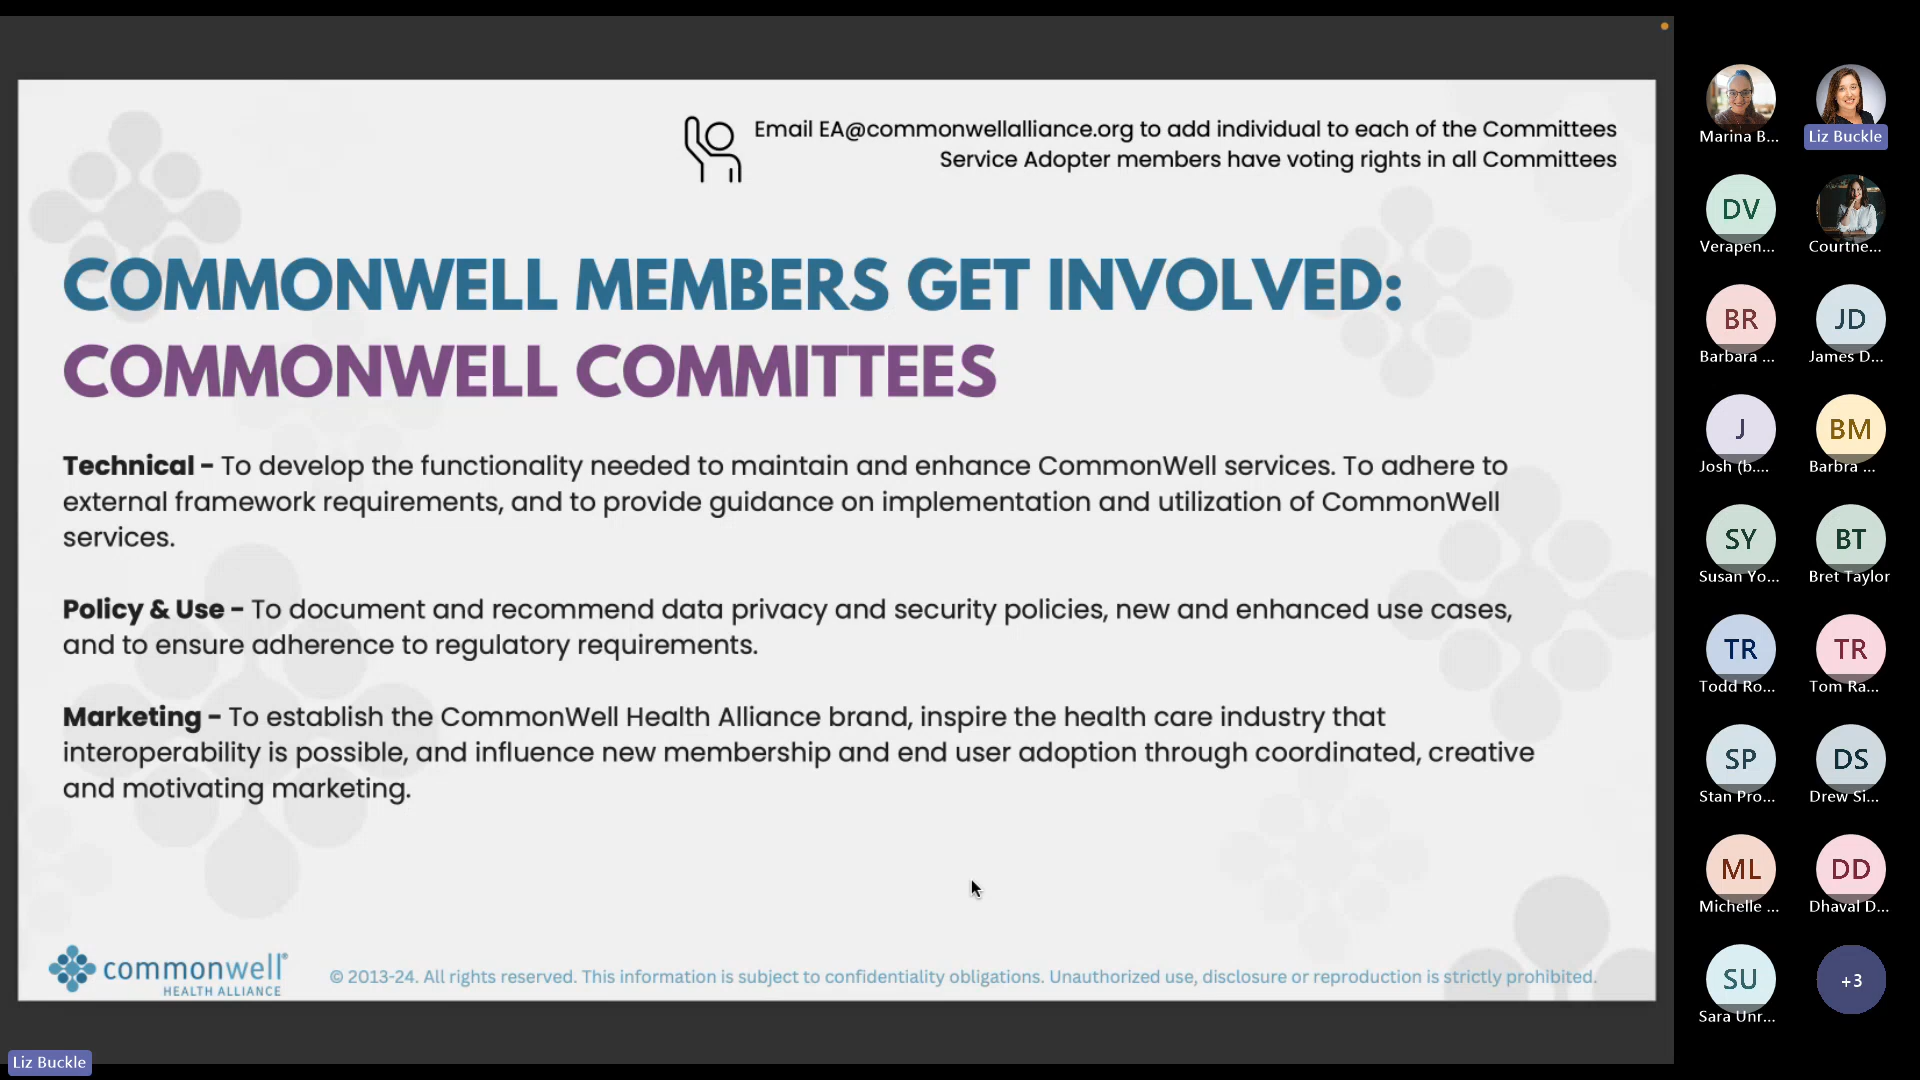 Email EA@commonwellalliance.org to add individual to each of the Committees
Service Adopter members have voting rights in all Committees
COMMONWELL MEMBERS GET INVOLVED:
COMMONWELL COMMITTEES
Technical – To develop the functionality needed to maintain and enhance CommonWell services. To adhere to
external framework requirements, and to provide guidance on implementation and utilization of CommonWell
services.
Policy & Use – To document and recommend data privacy and security policies, new and enhanced use cases,
and to ensure adherence to regulatory requirements.
Marketing – To establish the CommonWell Health Alliance brand, inspire the health care industry that
interoperability is possible, and influence new membership and end user adoption through coordinated, creative
and motivating marketing.
commonwell®
HEALTH ALLIANCE
© 2013-24. All rights reserved. This information is subject to confidentiality obligations. Unauthorized use, disclosure or reproduction is strictly prohibited.
Liz Buckle
Marina B...
Liz Buckle
DV
Verapen...
Courtne...
BR
Barbara ...
JD
James D...
J
Josh (b....
BM
Barbra ...
SY
Susan Yo...
BT
Bret Taylor
TR
Todd Ro...
TR
Tom Ra...
SP
Stan Pro...
DS
Drew Si...
ML
Michelle ...
DD
Dhaval D...
SU
Sara Unr...
+3